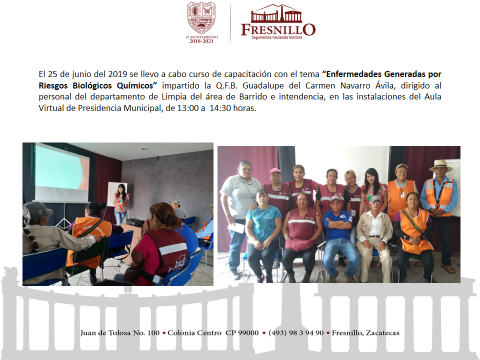 H. AYUNTAMIENTO
2018-2021
FRESNILLO
Seguiremos haciendo historia
El 25 de junio del 2019 se llevo a cabo curso de capacitación con el tema “Enfermedades Generadas por
Riesgos Biológicos Químicos” impartido la Q.F.B. Guadalupe del Carmen Navarro Ávila, dirigido al
personal del departamento de Limpia del área de Barrido e intendencia, en las instalaciones del Aula
Virtual de Presidencia Municipal, de 13:00 a 14:30 horas.
Juan de Tolosa No. 100 • Colonia Centro CP 99000 • (493) 98 3 94 90 • Fresnillo, Zacatecas